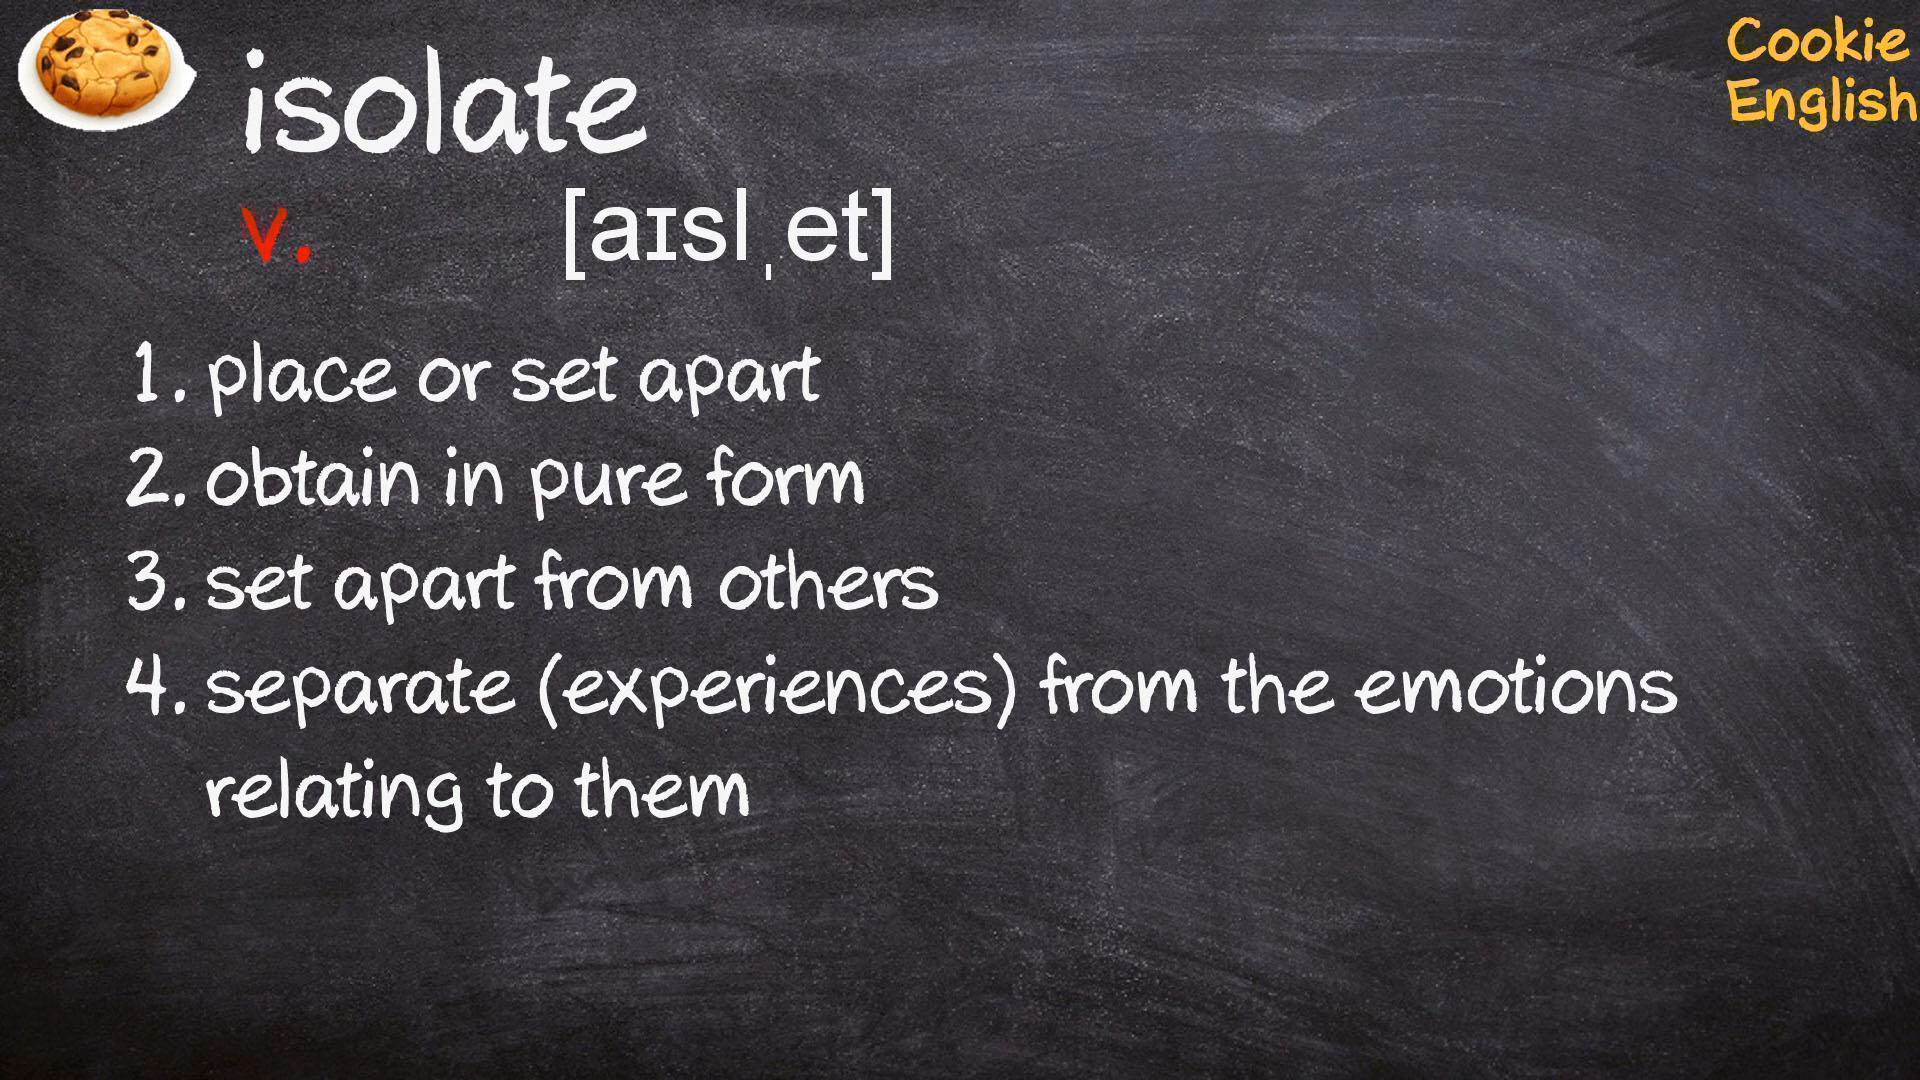 isolate
Cookie
English
v. [aɪslˌet]
1. place or set apart
2. obtain in pure form
3. set apart from others
4. separate (experiences) from the emotions
relating to them